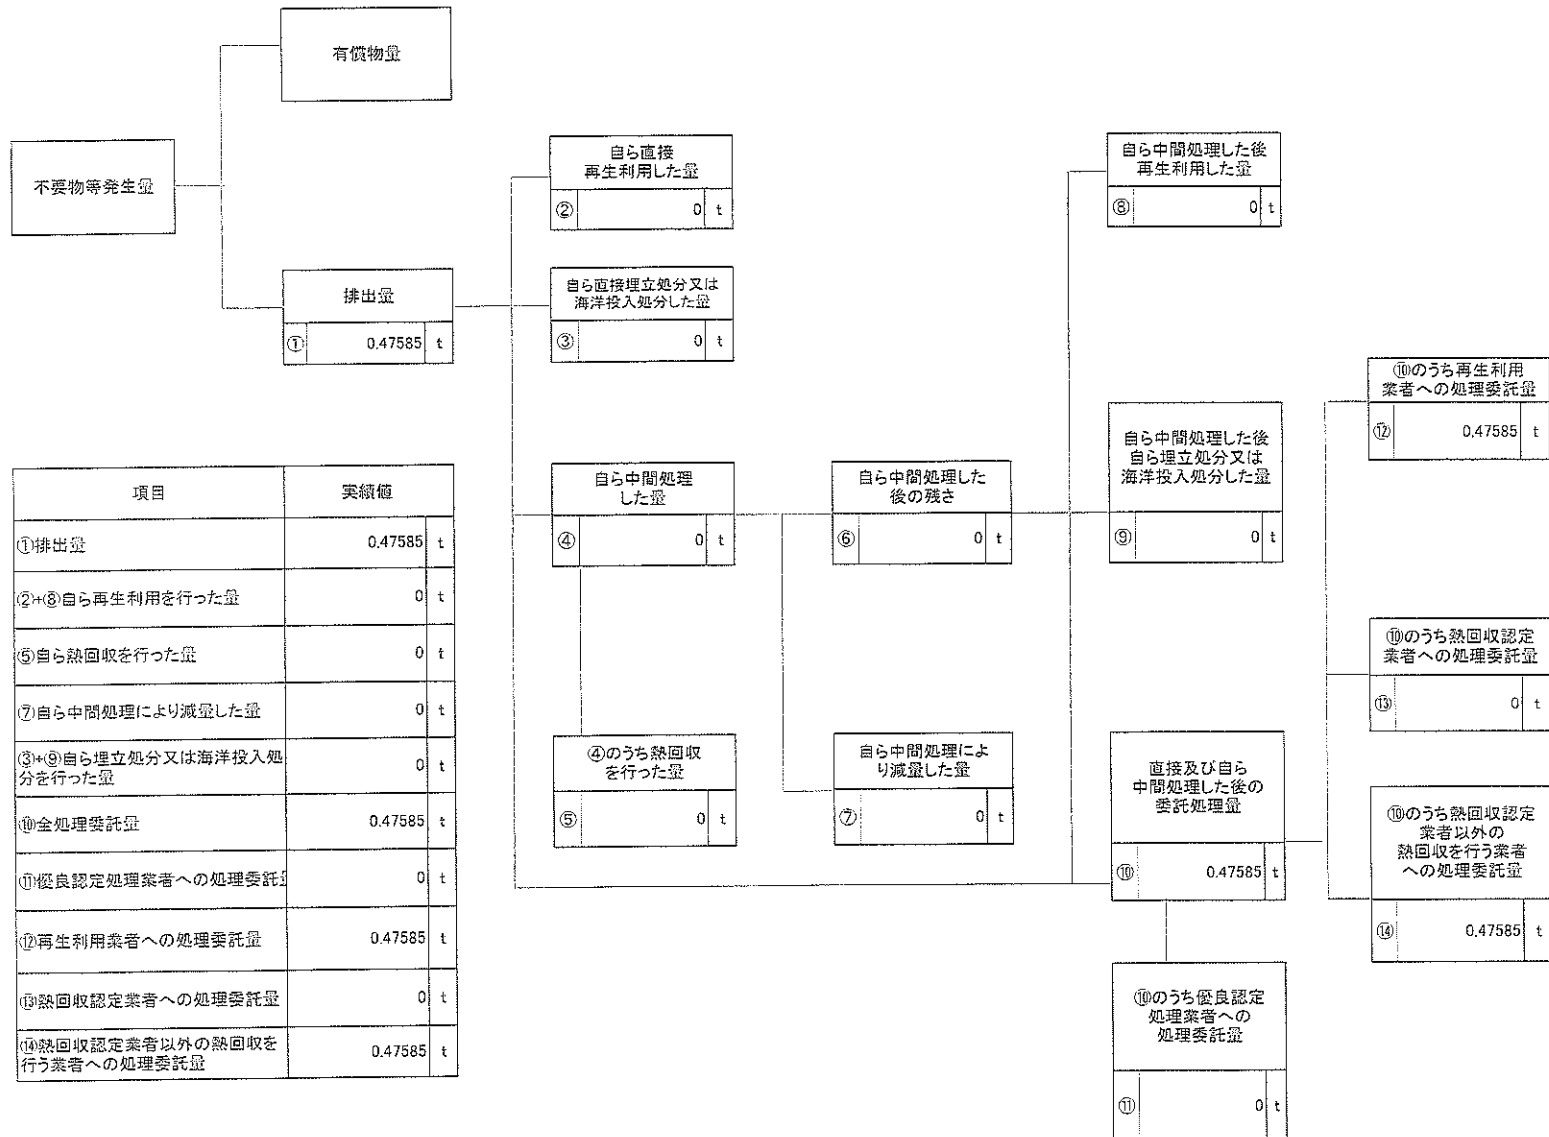 有償物量
不要物等発生量
排出量
① 0.47585 t
自ら直接
再生利用した量
② 0 t
自ら直接埋立処分又は
海洋投入処分した量
③ 0 t
自ら中間処理
した量
④ 0 t
④のうち熱回収
を行った量
⑤ 0 t
自ら中間処理した
後の残さ
⑥ 0 t
自ら中間処理によ
り減量した量
⑦ 0 t
自ら中間処理した後
再生利用した量
⑧ 0 t
自ら中間処理した後
自ら埋立処分又は
海洋投入処分した量
⑨ 0 t
直接及び自ら
中間処理した後の
委託処理量
⑩ 0.47585 t
⑩のうち優良認定
処理業者への
処理委託量
⑪ 0 t
⑩のうち再生利用
業者への処理委託量
⑫ 0.47585 t
⑩のうち熱回収認定
業者への処理委託量
⑬ 0 t
⑩のうち熱回収認定
業者以外の
熱回収を行う業者
への処理委託量
⑭ 0.47585 t
項目 実績値
①排出量 0.47585 t
②+⑧自ら再生利用を行った量 0 t
⑤自ら熱回収を行った量 0 t
⑦自ら中間処理により減量した量 0 t
③+⑨自ら埋立処分又は海洋投入処
分を行った量 0 t
⑩全処理委託量 0.47585 t
⑪優良認定処理業者への処理委託 0 t
⑫再生利用業者への処理委託量 0.47585 t
⑬熱回収認定業者への処理委託量 0 t
⑭熱回収認定業者以外の熱回収を
行う業者への処理委託量 0.47585 t